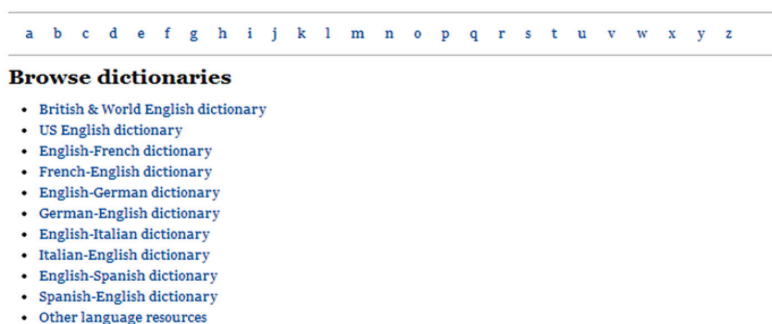 a b c d e f g h i j k l m n o p q r s t u v w x y z
Browse dictionaries
British & World English dictionary
US English dictionary
English-French dictionary
French-English dictionary
English-German dictionary
German-English dictionary
English-Italian dictionary
Italian-English dictionary
English-Spanish dictionary
Spanish-English dictionary
Other language resources